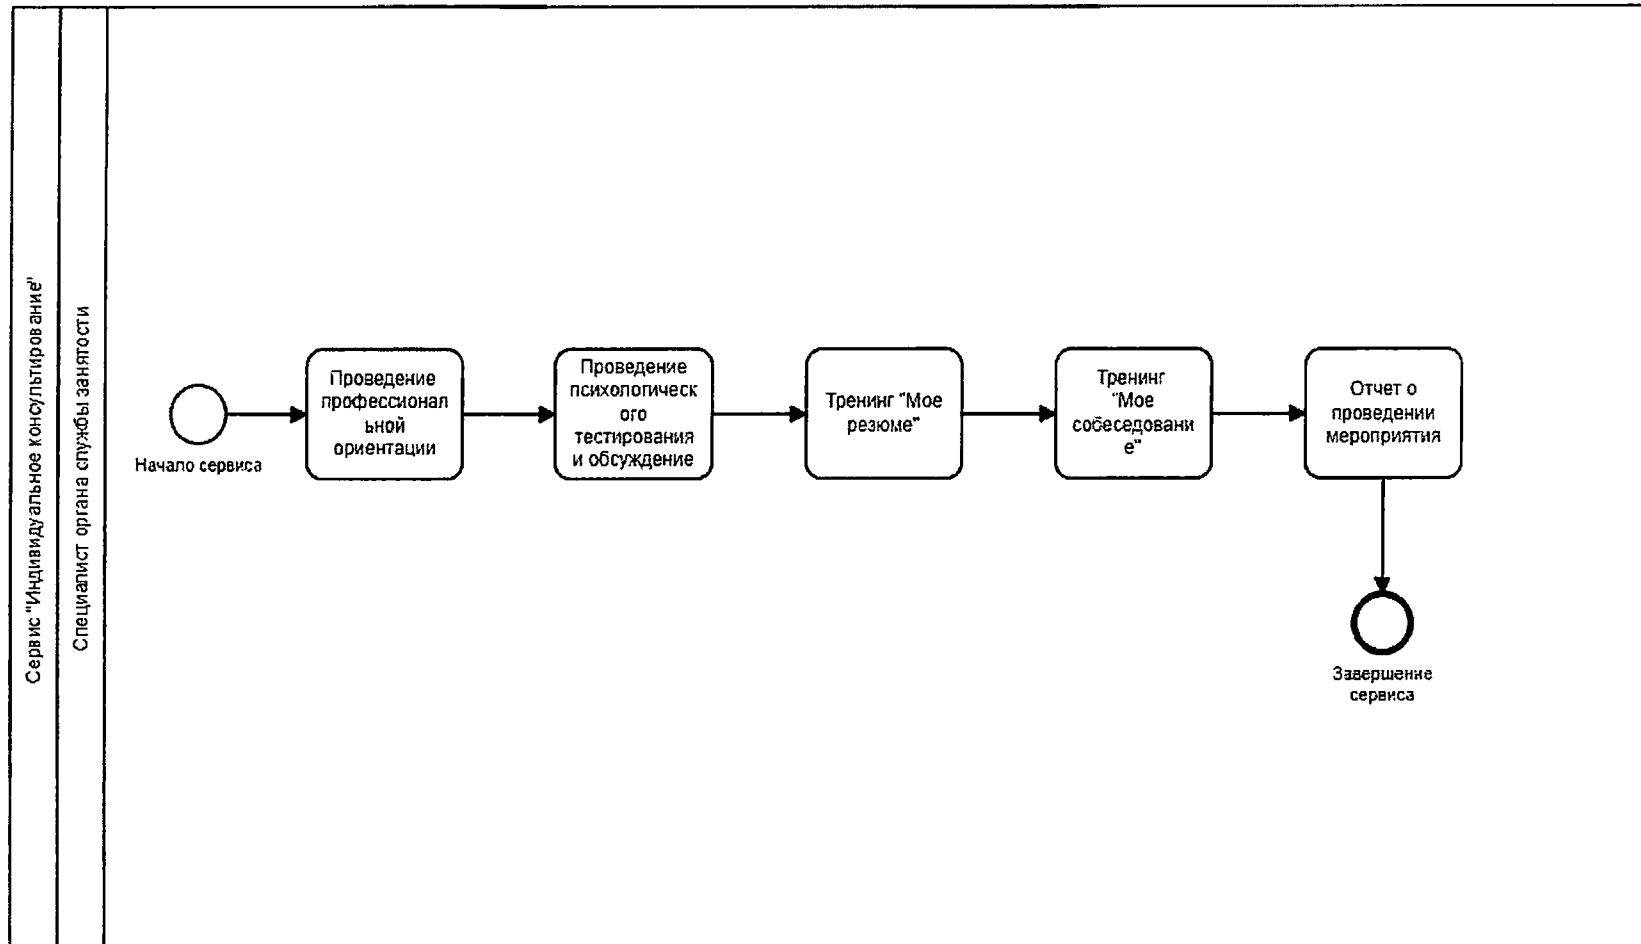 Сервис "Индивидуальное консультирование"
Специалист органа службы занятости
Начало сервиса
Проведение
профессионал
ьной
ориентации
Проведение
психологическ
ого
тестирования
и обсуждение
Тренинг "Мое
резюме"
Тренинг
"Мое
собеседовани
е"
Отчет о
проведении
мероприятия
Завершение
сервиса